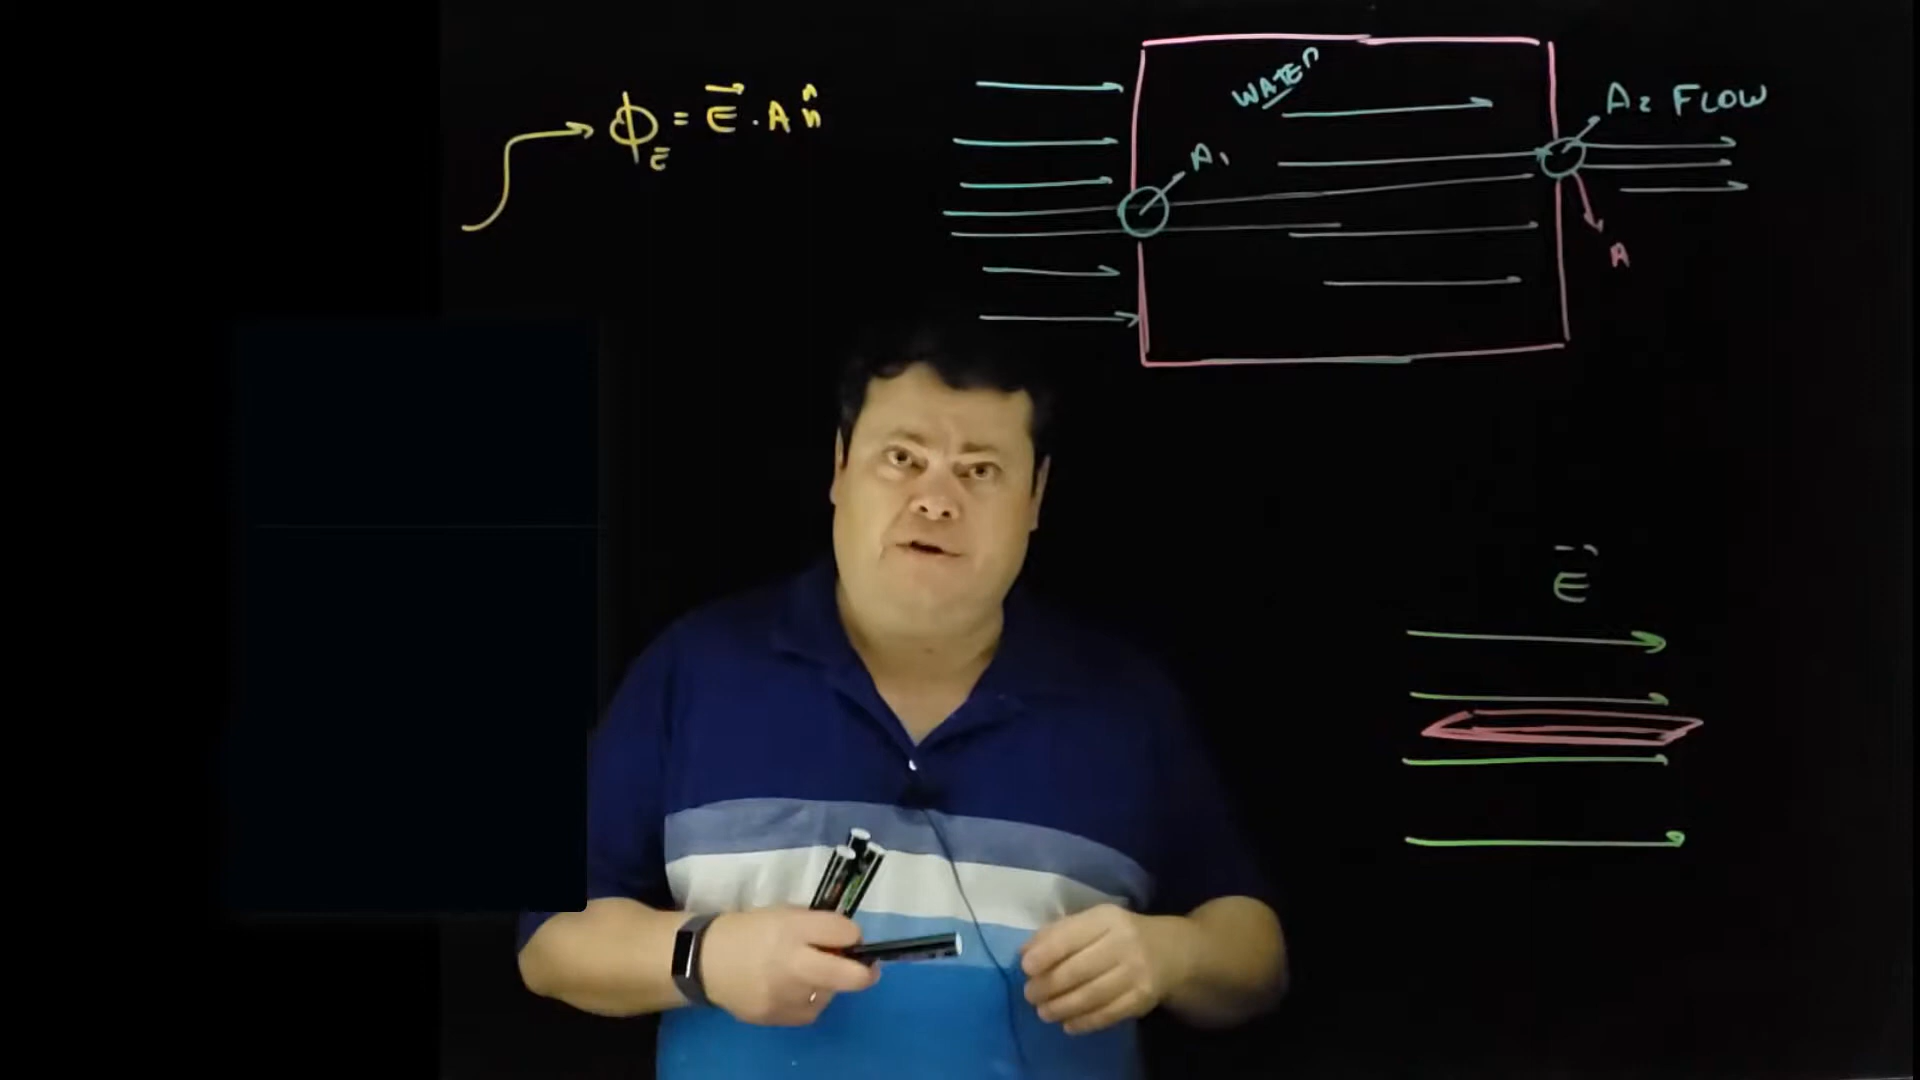 Φ_E = E⃗ · A n̂
WATER
A₁
A₂ FLOW
A
E⃗